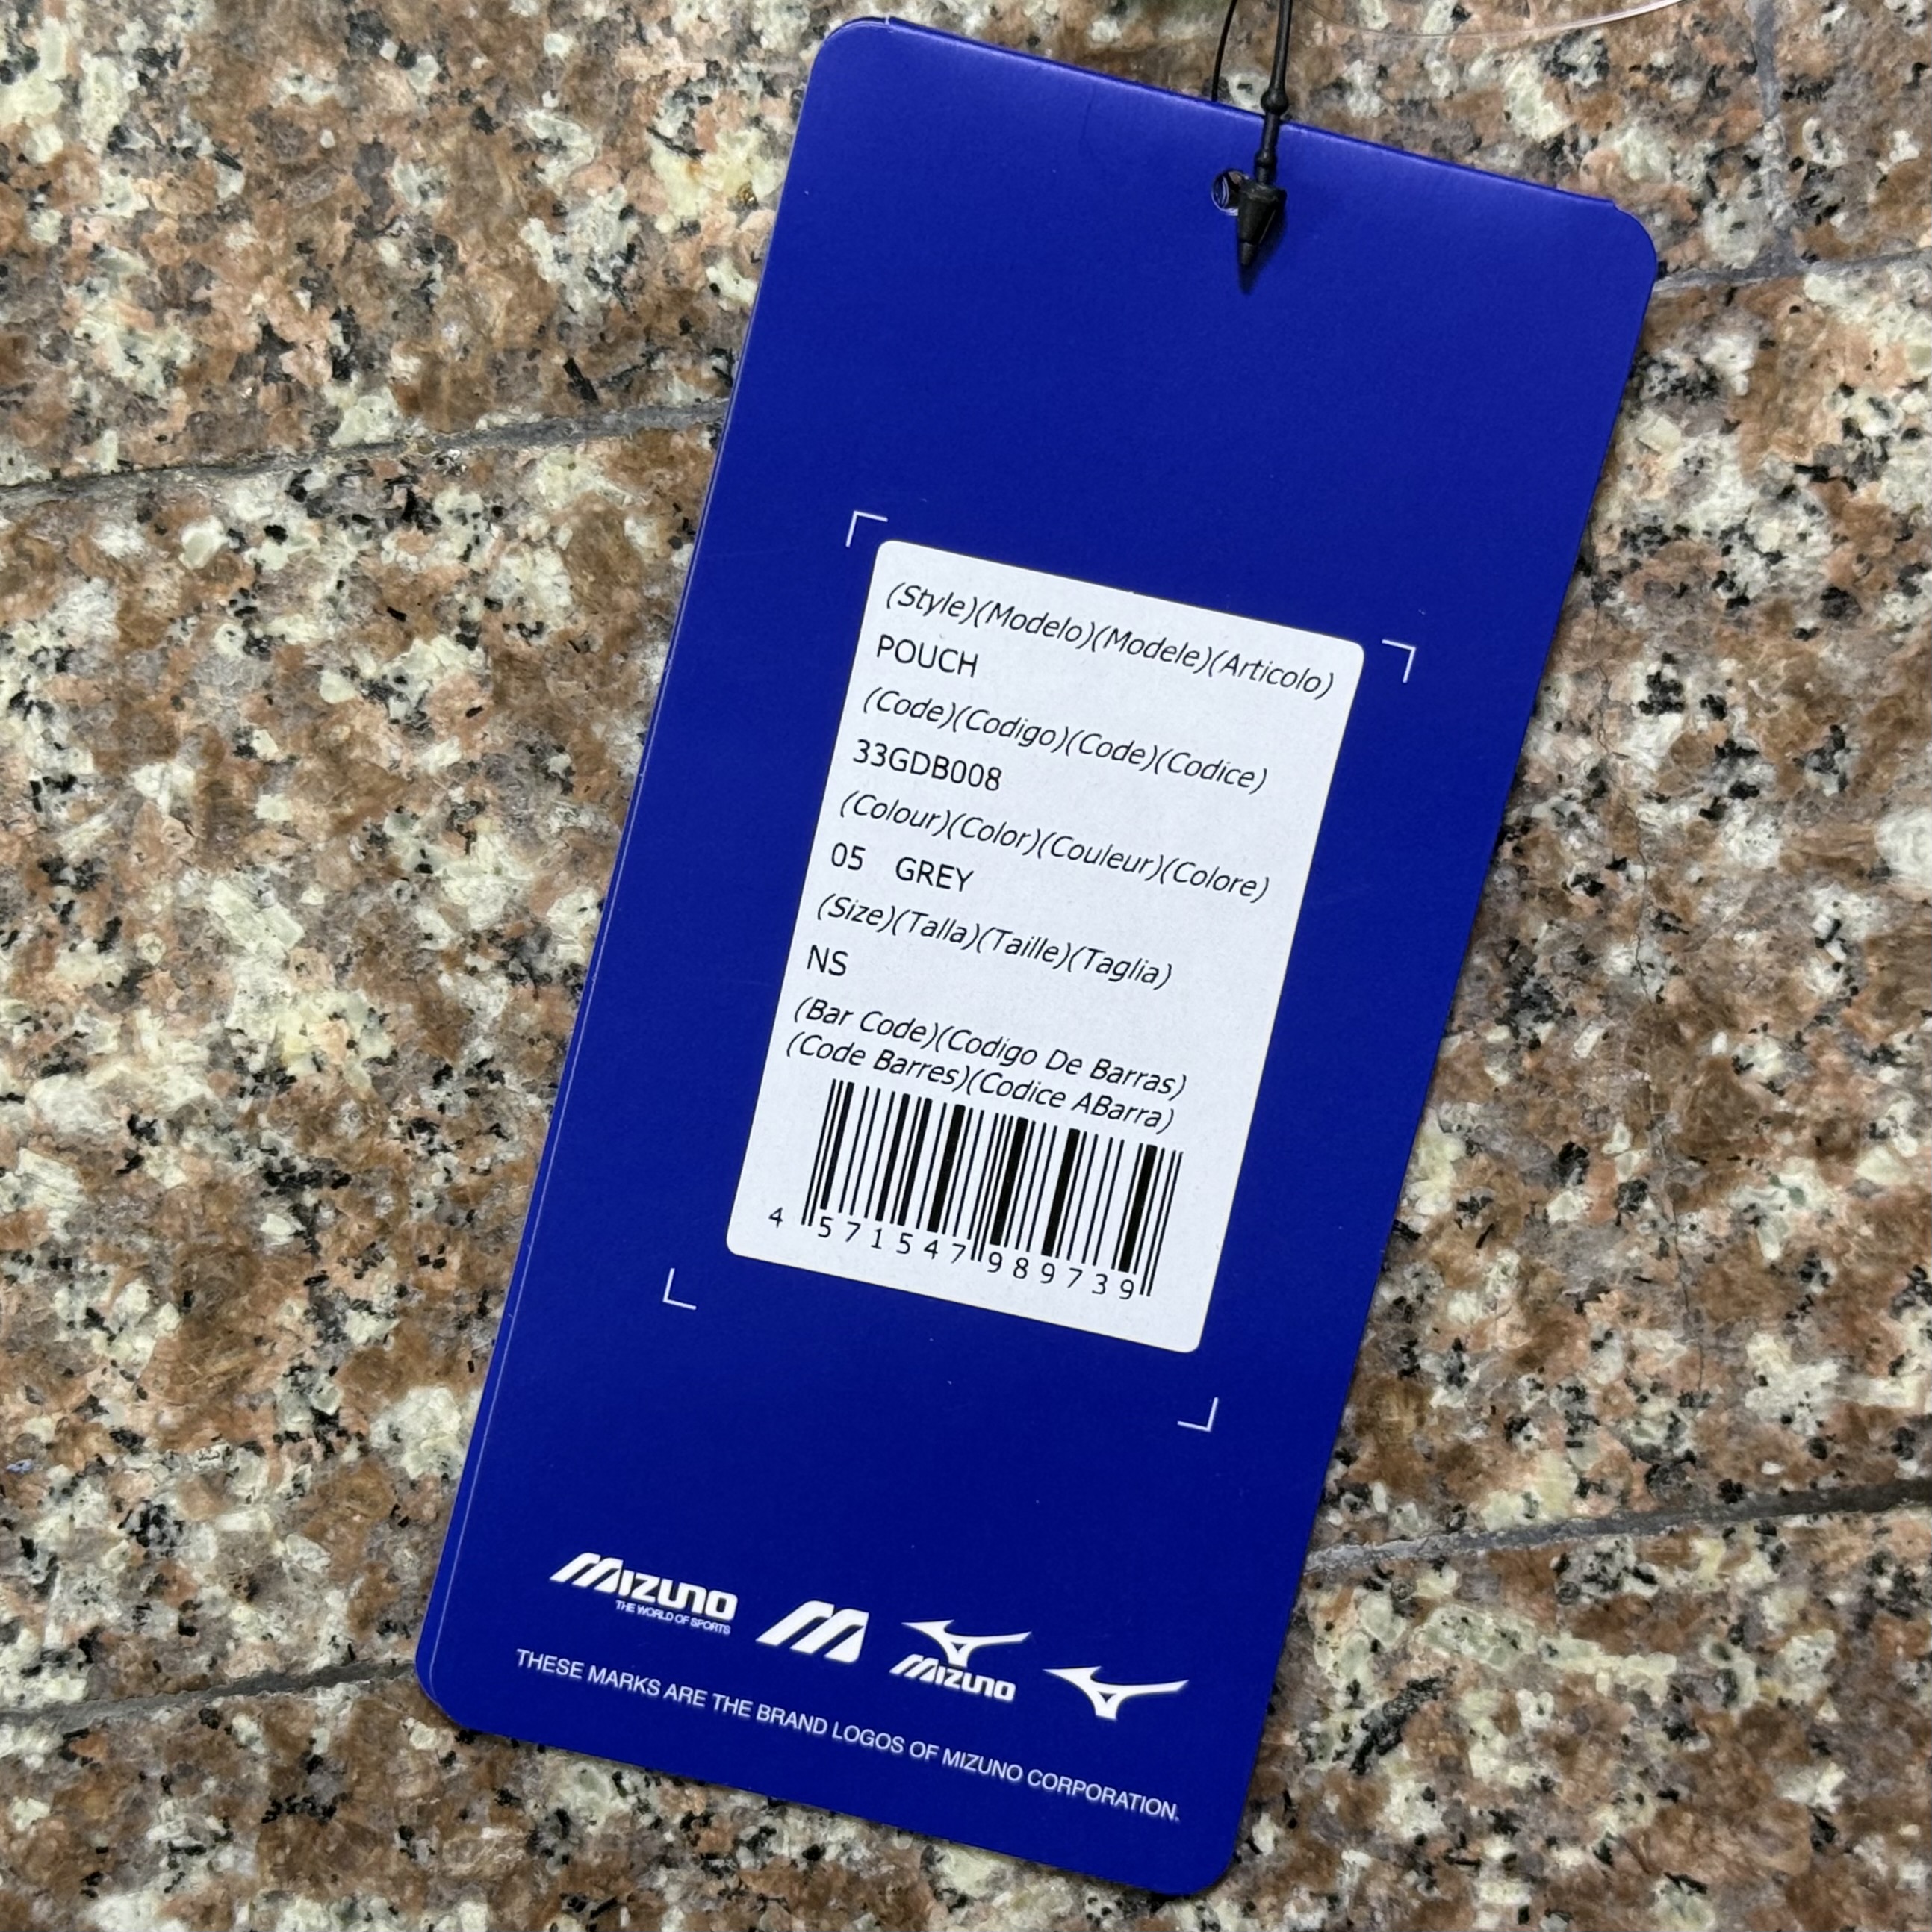 (Style)(Modelo)(Modele)(Articolo)
POUCH
(Code)(Codigo)(Code)(Codice)
33GDB008
(Colour)(Color)(Couleur)(Colore)
05 GREY
(Size)(Talla)(Taille)(Taglia)
NS
(Bar Code)(Codigo De Barras)
(Code Barres)(Codice ABarra)
4 571547 989739
MIZUNO
THE WORLD OF SPORTS
M
MIZUNO
THESE MARKS ARE THE BRAND LOGOS OF MIZUNO CORPORATION.